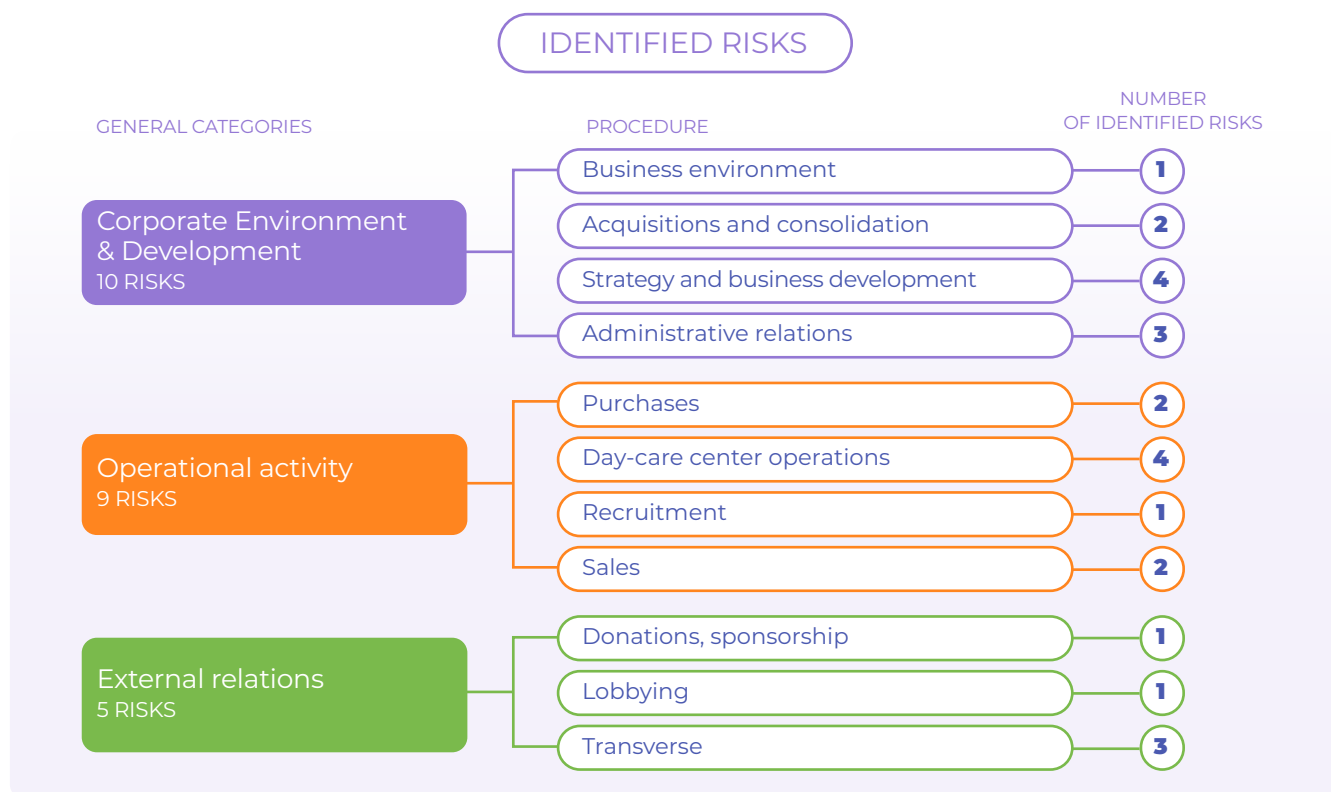 IDENTIFIED RISKS
GENERAL CATEGORIES
PROCEDURE
NUMBER
OF IDENTIFIED RISKS
Corporate Environment
& Development
10 RISKS
Business environment
1
Acquisitions and consolidation
2
Strategy and business development
4
Administrative relations
3
Operational activity
9 RISKS
Purchases
2
Day-care center operations
4
Recruitment
1
Sales
2
External relations
5 RISKS
Donations, sponsorship
1
Lobbying
1
Transverse
3